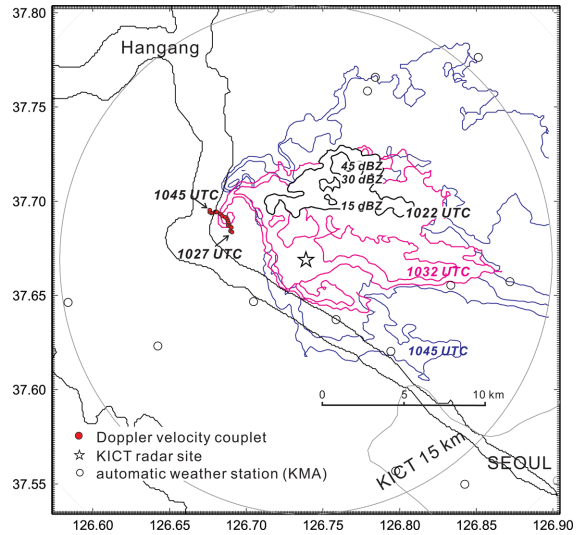 37.80
Hangang
37.75
45 dBZ
30 dBZ
37.70
1045 UTC
15 dBZ
1022 UTC
1027 UTC
1032 UTC
37.65
1045 UTC
37.60
0 5 10 km
Doppler velocity couplet
KICT radar site
automatic weather station (KMA)
KICT 15 km
SEOUL
37.55
126.60 126.65 126.70 126.75 126.80 126.85 126.90